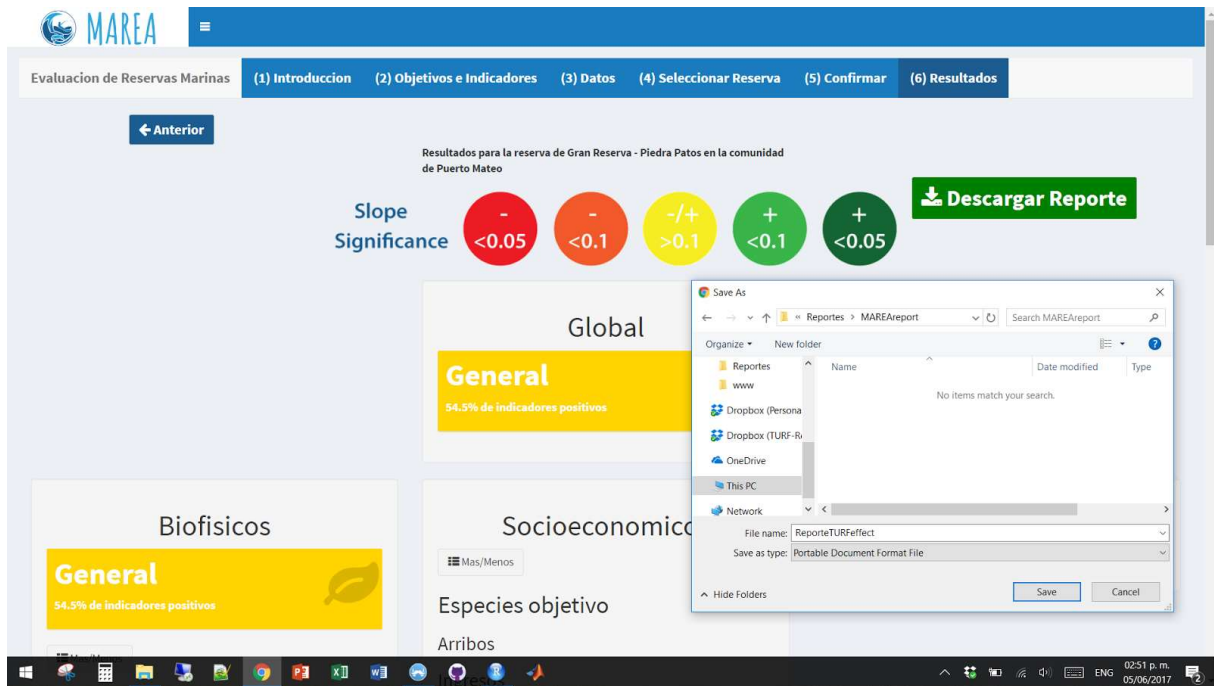 MAREA
Evaluacion de Reservas Marinas (1) Introduccion (2) Objetivos e Indicadores (3) Datos (4) Seleccionar Reserva (5) Confirmar (6) Resultados
Anterior
Resultados para la reserva de Gran Reserva - Piedra Patos en la comunidad
de Puerto Mateo
Descargar Reporte
Slope
Significance
- - -/+ + +
<0.05 <0.1 >0.1 <0.1 <0.05
Global
General
54.5% de indicadores positivos
Save As
« Reportes > MAREAreport Search MAREAreport
Organize New folder
Name Date modified Type
No items match your search.
Reportes
www
Dropbox (Persona
Dropbox (TURF-R
OneDrive
This PC
Network
File name: ReporteTURFeffect
Save as type: Portable Document Format File
Hide Folders Save Cancel
Biofisicos
General
54.5% de indicadores positivos
Socioeconomico
Mas/Menos
Especies objetivo
Arribos
ENG
02:51 p. m.
05/06/2017
2